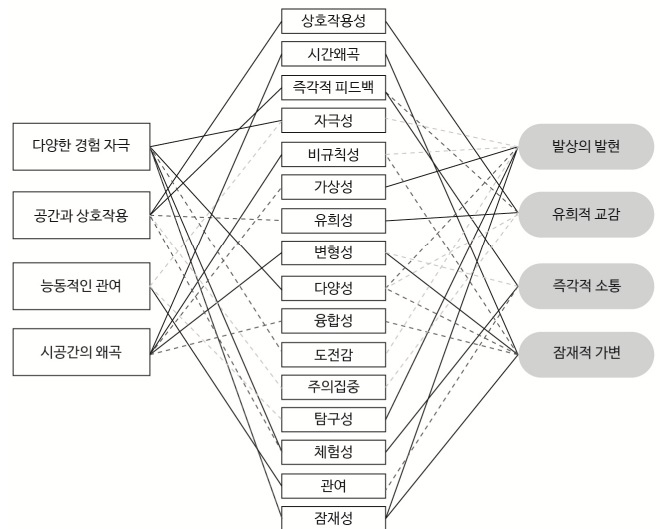 상호작용성
시간왜곡
즉각적 피드백
자극성
비규칙성
가상성
유희성
변형성
다양성
융합성
도전감
주의집중
탐구성
체험성
관여
잠재성
다양한 경험 자극
공간과 상호작용
능동적인 관여
시공간의 왜곡
발상의 발현
유희적 교감
즉각적 소통
잠재적 가변